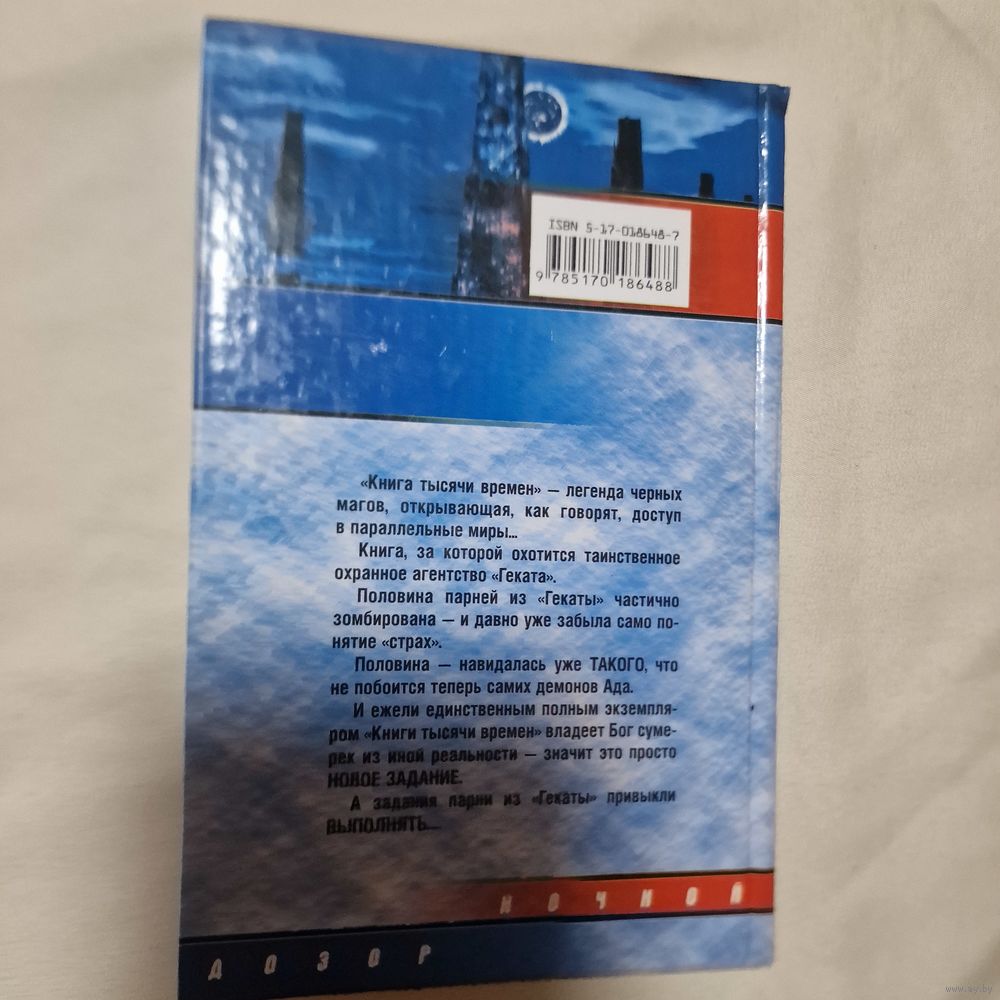 ISBN 5-17-018648-7
9 785170 186488
«Книга тысячи времен» – легенда черных
магов, открывающая, как говорят, доступ
в параллельные миры...
Книга, за которой охотится таинственное
охранное агентство «Геката».
Половина парней из «Гекаты» частично
зомбирована – и давно уже забыла само по-
нятие «страх».
Половина – навидалась уже ТАКОГО, что
не побоится теперь самих демонов Ада.
И ежели единственным полным экземпля-
ром «Книги тысячи времен» владеет Бог суме-
рек из иной реальности – значит это просто
НОВОЕ ЗАДАНИЕ.
А задания парни из «Гекаты» привыкли
ВЫПОЛНЯТЬ...
НОЧНОЙ
ДОЗОР
www.ay.by